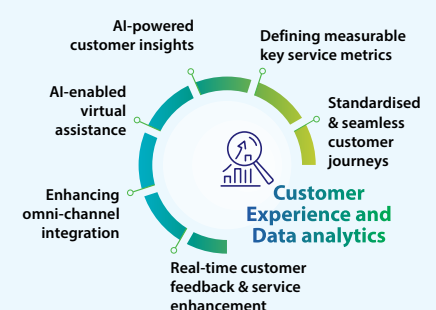 AI-powered
customer insights
Defining measurable
key service metrics
AI-enabled
virtual
assistance
Standardised
& seamless
customer
journeys
Enhancing
omni-channel
integration
Customer
Experience and
Data analytics
Real-time customer
feedback & service
enhancement